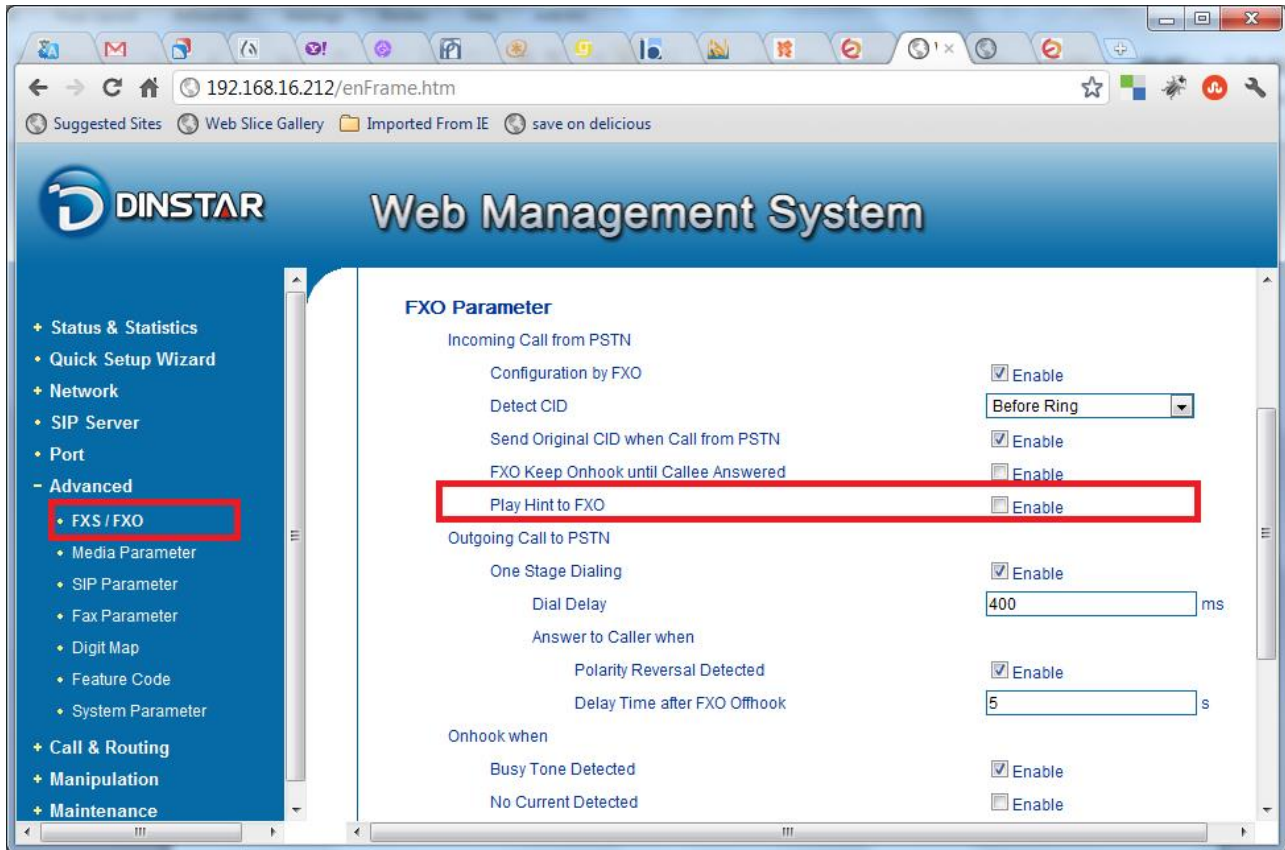 192.168.16.212/enFrame.htm
Suggested Sites Web Slice Gallery Imported From IE save on delicious
DINSTAR Web Management System
+ Status & Statistics
• Quick Setup Wizard
+ Network
• SIP Server
• Port
- Advanced
• FXS / FXO
• Media Parameter
• SIP Parameter
• Fax Parameter
• Digit Map
• Feature Code
• System Parameter
+ Call & Routing
+ Manipulation
+ Maintenance
FXO Parameter
Incoming Call from PSTN
Configuration by FXO Enable
Detect CID Before Ring
Send Original CID when Call from PSTN Enable
FXO Keep Onhook until Callee Answered Enable
Play Hint to FXO Enable
Outgoing Call to PSTN
One Stage Dialing Enable
Dial Delay 400 ms
Answer to Caller when
Polarity Reversal Detected Enable
Delay Time after FXO Offhook 5 s
Onhook when
Busy Tone Detected Enable
No Current Detected Enable